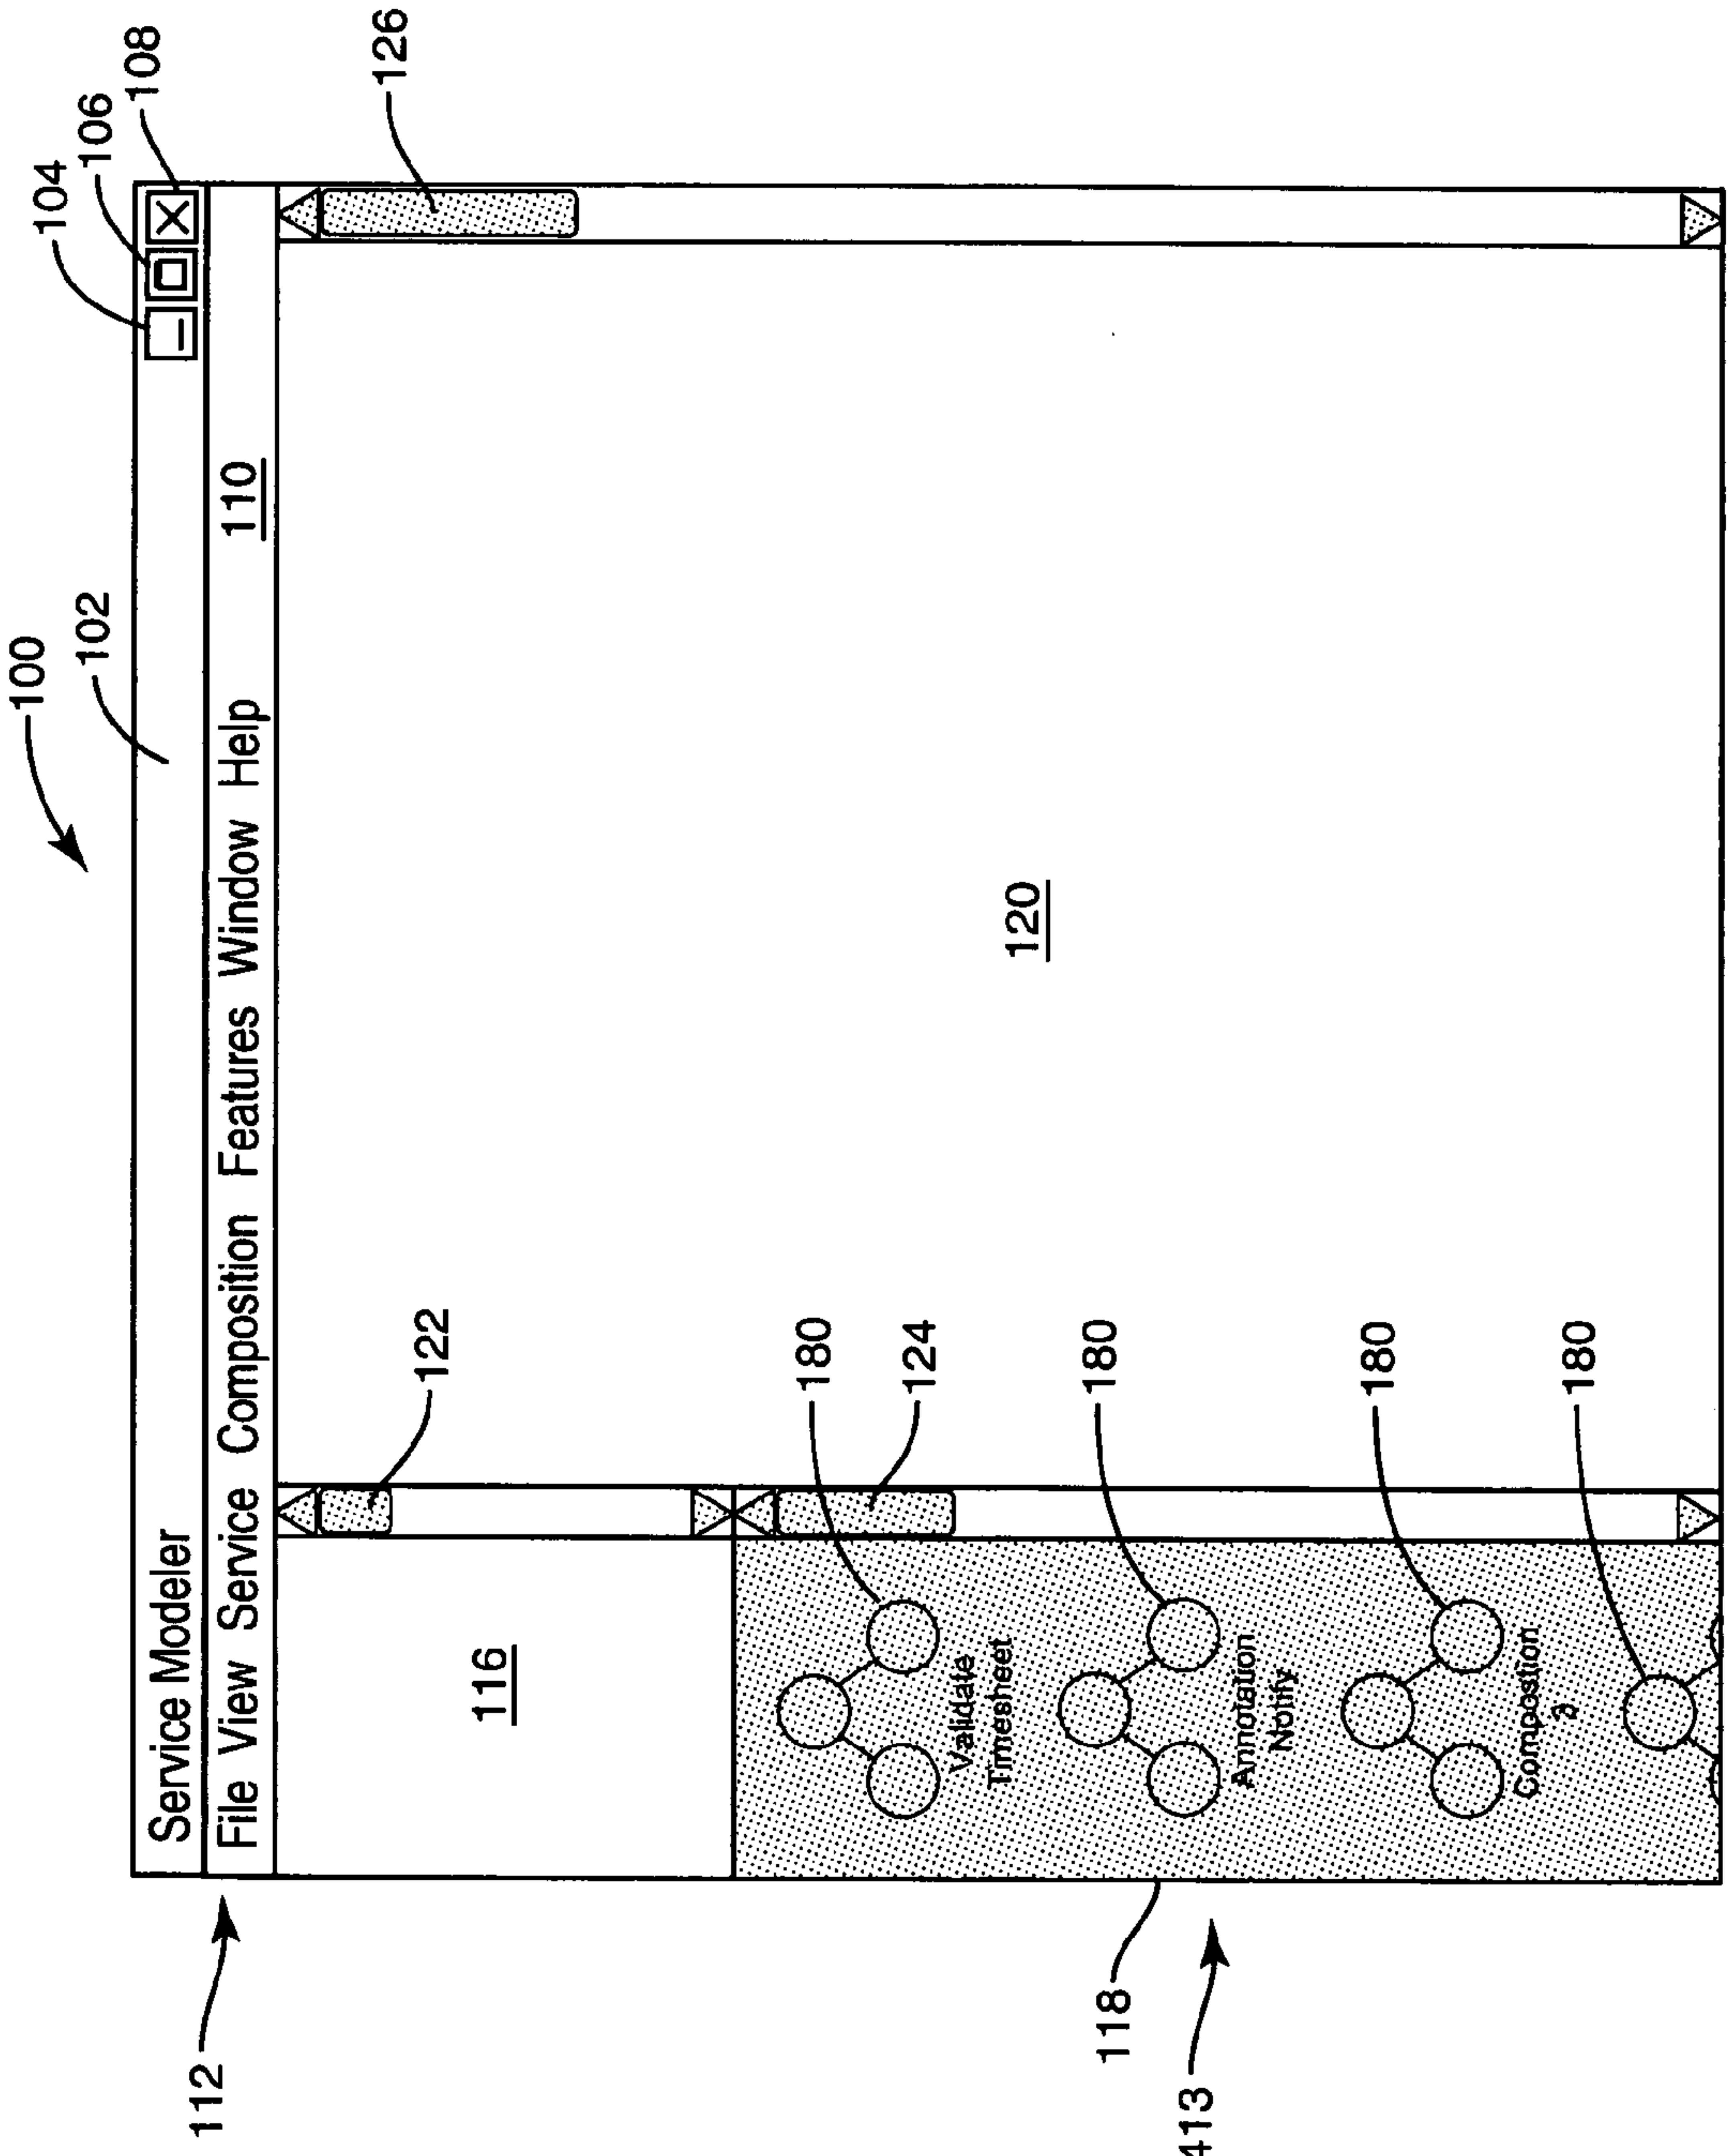 100
102
104
106
108
Service Modeler
112
File View Service Composition Features Window Help 110
126
122
116
120
180
124
Validate
Timesheet
180
118
Annotation
Notify
413
180
Compostion
3
180